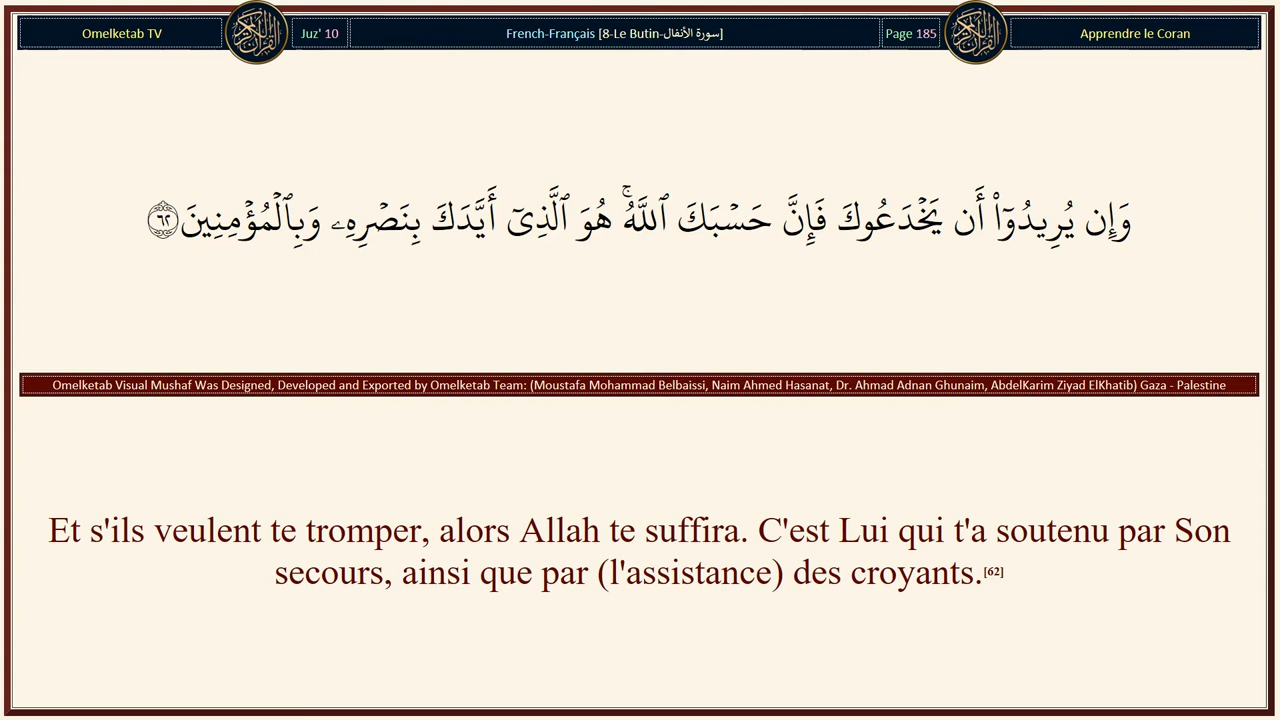 Omelketab TV
Juz' 10
French-Français [8-Le Butin-سورة الأنفال]
Page 185
Apprendre le Coran
وَإِن يُرِيدُوٓا۟ أَن يَخْدَعُوكَ فَإِنَّ حَسْبَكَ ٱللَّهُ ۚ هُوَ ٱلَّذِىٓ أَيَّدَكَ بِنَصْرِهِۦ وَبِٱلْمُؤْمِنِينَ ٦٢
Omelketab Visual Mushaf Was Designed, Developed and Exported by Omelketab Team: (Moustafa Mohammad Belbaissi, Naim Ahmed Hasanat, Dr. Ahmad Adnan Ghunaim, AbdelKarim Ziyad ElKhatib) Gaza - Palestine
Et s'ils veulent te tromper, alors Allah te suffira. C'est Lui qui t'a soutenu par Son
secours, ainsi que par (l'assistance) des croyants.[62]